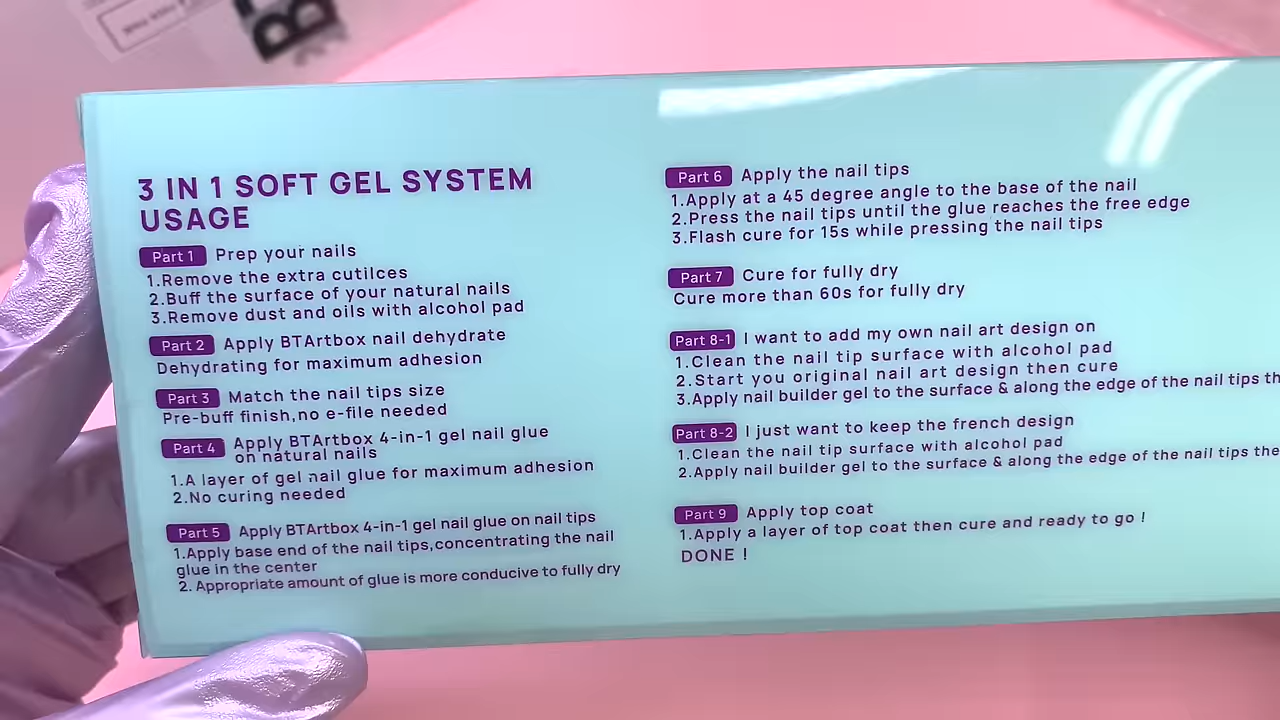 3 IN 1 SOFT GEL SYSTEM
USAGE
Part 1 Prep your nails
1.Remove the extra cutilces
2.Buff the surface of your natural nails
3.Remove dust and oils with alcohol pad
Part 2 Apply BTArtbox nail dehydrate
Dehydrating for maximum adhesion
Part 3 Match the nail tips size
Pre-buff finish,no e-file needed
Part 4 Apply BTArtbox 4-in-1 gel nail glue
on natural nails
1.A layer of gel nail glue for maximum adhesion
2.No curing needed
Part 5 Apply BTArtbox 4-in-1 gel nail glue on nail tips
1.Apply base end of the nail tips,concentrating the nail
glue in the center
2. Appropriate amount of glue is more conducive to fully dry
Part 6 Apply the nail tips
1.Apply at a 45 degree angle to the base of the nail
2.Press the nail tips until the glue reaches the free edge
3.Flash cure for 15s while pressing the nail tips
Part 7 Cure for fully dry
Cure more than 60s for fully dry
Part 8-1 I want to add my own nail art design on
1.Clean the nail tip surface with alcohol pad
2.Start you original nail art design then cure
3.Apply nail builder gel to the surface & along the edge of the nail tips th
Part 8-2 I just want to keep the french design
1.Clean the nail tip surface with alcohol pad
2.Apply nail builder gel to the surface & along the edge of the nail tips the
Part 9 Apply top coat
1.Apply a layer of top coat then cure and ready to go !
DONE !